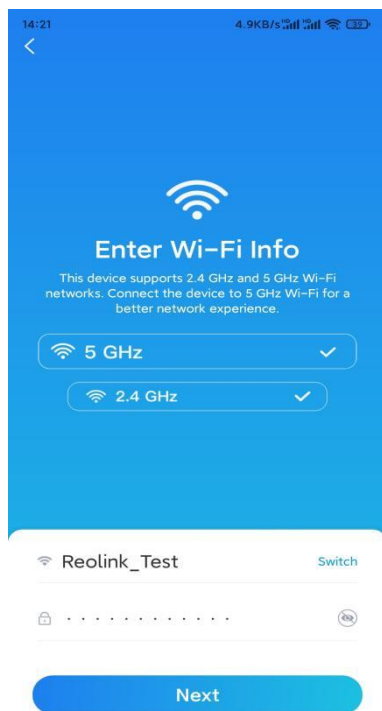 14:21
4.9KB/s 39
Enter Wi-Fi Info
This device supports 2.4 GHz and 5 GHz Wi-Fi
networks. Connect the device to 5 GHz Wi-Fi for a
better network experience.
5 GHz
2.4 GHz
Reolink_Test
Switch
············
Next